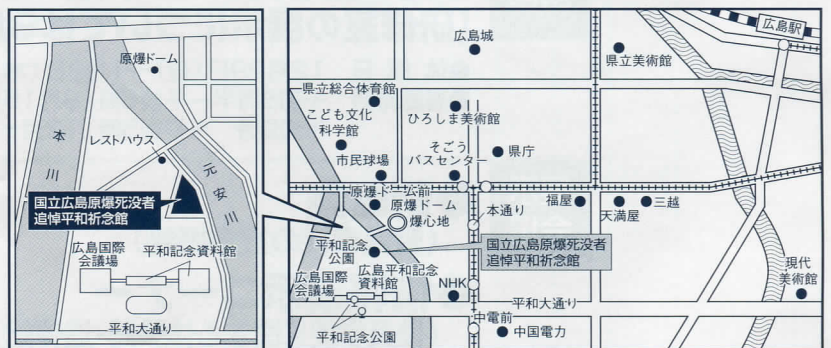 原爆ドーム
本川
レストハウス
元安川
国立広島原爆死没者
追悼平和祈念館
広島国際
会議場
平和記念資料館
平和大通り
広島駅
広島城
県立美術館
県立総合体育館
ひろしま美術館
こども文化
科学館
県庁
そごう
バスセンター
市民球場
原爆ドーム前
原爆ドーム
爆心地
本通り
福屋
天満屋
三越
平和記念
公園
国立広島原爆死没者
追悼平和祈念館
広島国際
会議場
広島平和記念
資料館
NHK
現代
美術館
平和大通り
平和記念公園
中電前
中国電力